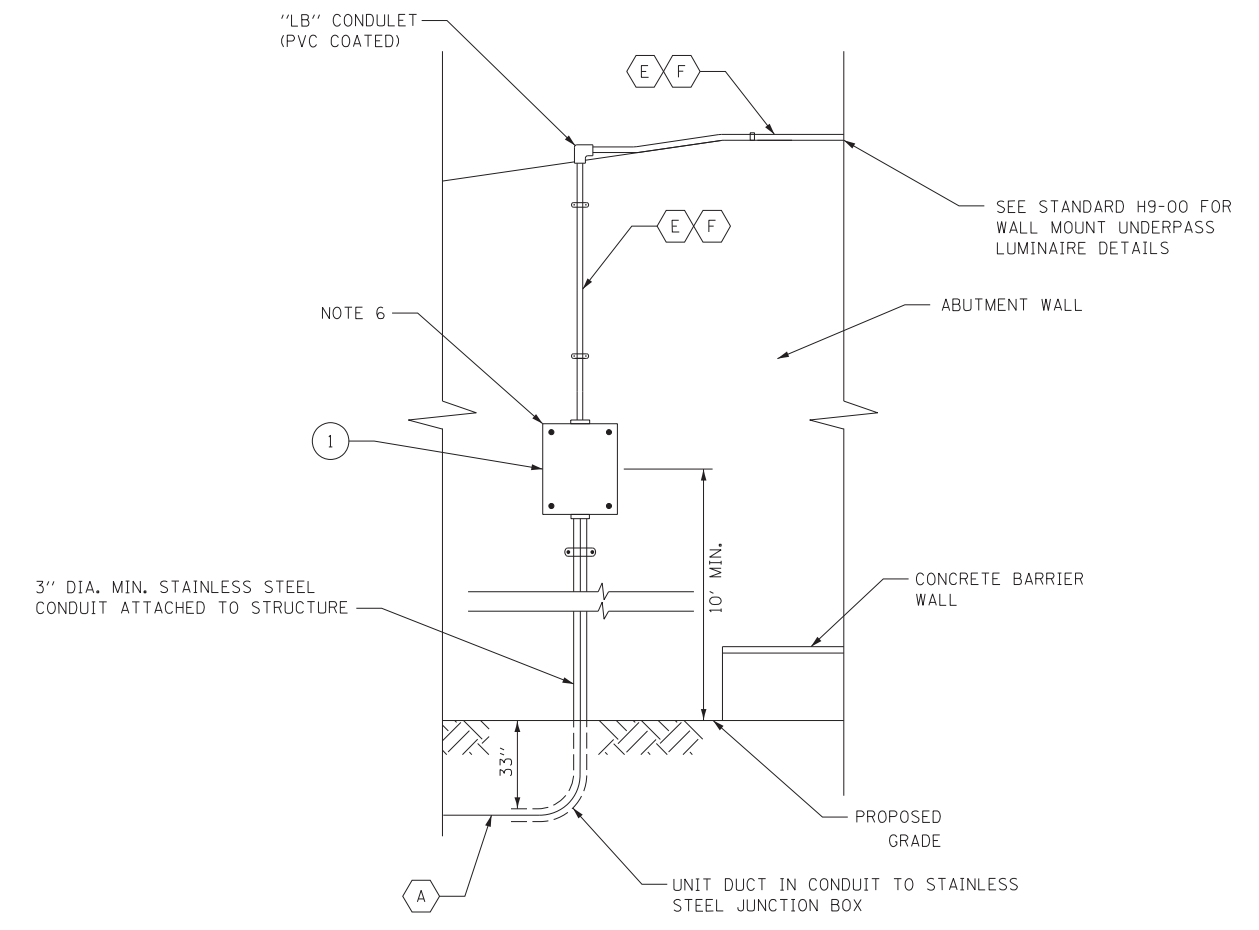 "LB" CONDULET
(PVC COATED)
E F
SEE STANDARD H9-00 FOR
WALL MOUNT UNDERPASS
LUMINAIRE DETAILS
E F
NOTE 6
ABUTMENT WALL
1
10' MIN.
3" DIA. MIN. STAINLESS STEEL
CONDUIT ATTACHED TO STRUCTURE
CONCRETE BARRIER
WALL
33"
PROPOSED
GRADE
A
UNIT DUCT IN CONDUIT TO STAINLESS
STEEL JUNCTION BOX